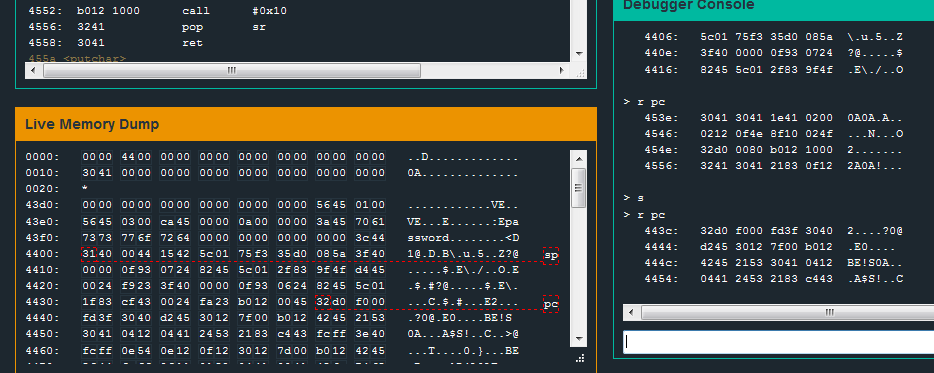 4552:  b012 1000      call      #0x10
4556:  3241           pop       sr
4558:  3041           ret
455a <putchar>
Live Memory Dump
0000:  0000 4400 0000 0000 0000 0000 0000 0000   ..D.............
0010:  3041 0000 0000 0000 0000 0000 0000 0000   0A..............
0020:  *
43d0:  0000 0000 0000 0000 0000 0000 5645 0100   ............VE..
43e0:  5645 0300 ca45 0000 0a00 0000 3a45 7061   VE...E......:Epa
43f0:  7373 776f 7264 0000 0000 0000 0000 3c44   ssword........<D
4400:  3140 0044 1542 5c01 75f3 35d0 085a 3f40   1@.D.B\.u.5..Z?@   sp
4410:  0000 0f93 0724 8245 5c01 2f83 9f4f d445   .....$.E\./..O.E
4420:  0024 f923 3f40 0000 0f93 0624 8245 5c01   .$.#?@.....$.E\.
4430:  1f83 cf43 0024 fa23 b012 0045 32d0 f000   ...C.$.#...E2...   pc
4440:  fd3f 3040 d245 3012 7f00 b012 4245 2153   .?0@.E0.....BE!S
4450:  3041 0412 0441 2453 2183 c443 fcff 3e40   0A...A$S!..C..>@
4460:  fcff 0e54 0e12 0f12 3012 7d00 b012 4245   ...T....0.}...BE
Debugger Console
4406:  5c01 75f3 35d0 085a   \.u.5..Z
440e:  3f40 0000 0f93 0724   ?@.....$
4416:  8245 5c01 2f83 9f4f   .E\./..O
> r pc
453e:  3041 3041 1e41 0200   0A0A.A..
4546:  0212 0f4e 8f10 024f   ...N...O
454e:  32d0 0080 b012 1000   2.......
4556:  3241 3041 2183 0f12   2A0A!...
> s
> r pc
443c:  32d0 f000 fd3f 3040   2....?0@
4444:  d245 3012 7f00 b012   .E0.....
444c:  4245 2153 3041 0412   BE!S0A..
4454:  0441 2453 2183 c443   .A$S!..C